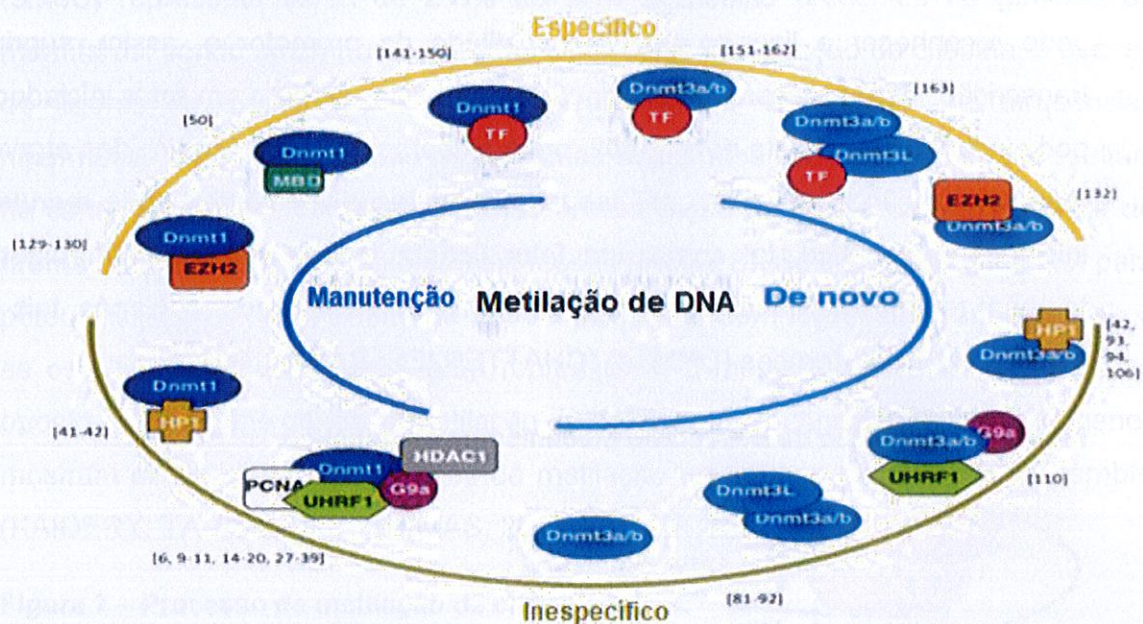 Específico
[141-150]
[151-162]
Dnmt3a/b
[163]
Dnmt1
TF
TF
Dnmt3a/b
[50]
Dnmt1
MBD
Dnmt3L
TF
EZH2
[132]
Dnmt3a/b
[129-130]
Dnmt1
EZH2
Manutenção Metilação de DNA De novo
HP1
[42,
93,
94,
106]
Dnmt3a/b
Dnmt1
HP1
[41-42]
HDAC1
Dnmt1
PCNA
UHRF1
G9a
G9a
Dnmt3a/b
UHRF1
[110]
Dnmt3L
Dnmt3a/b
Dnmt3a/b
[6, 9-11, 14-20, 27-39]
[81-92]
Inespecífico